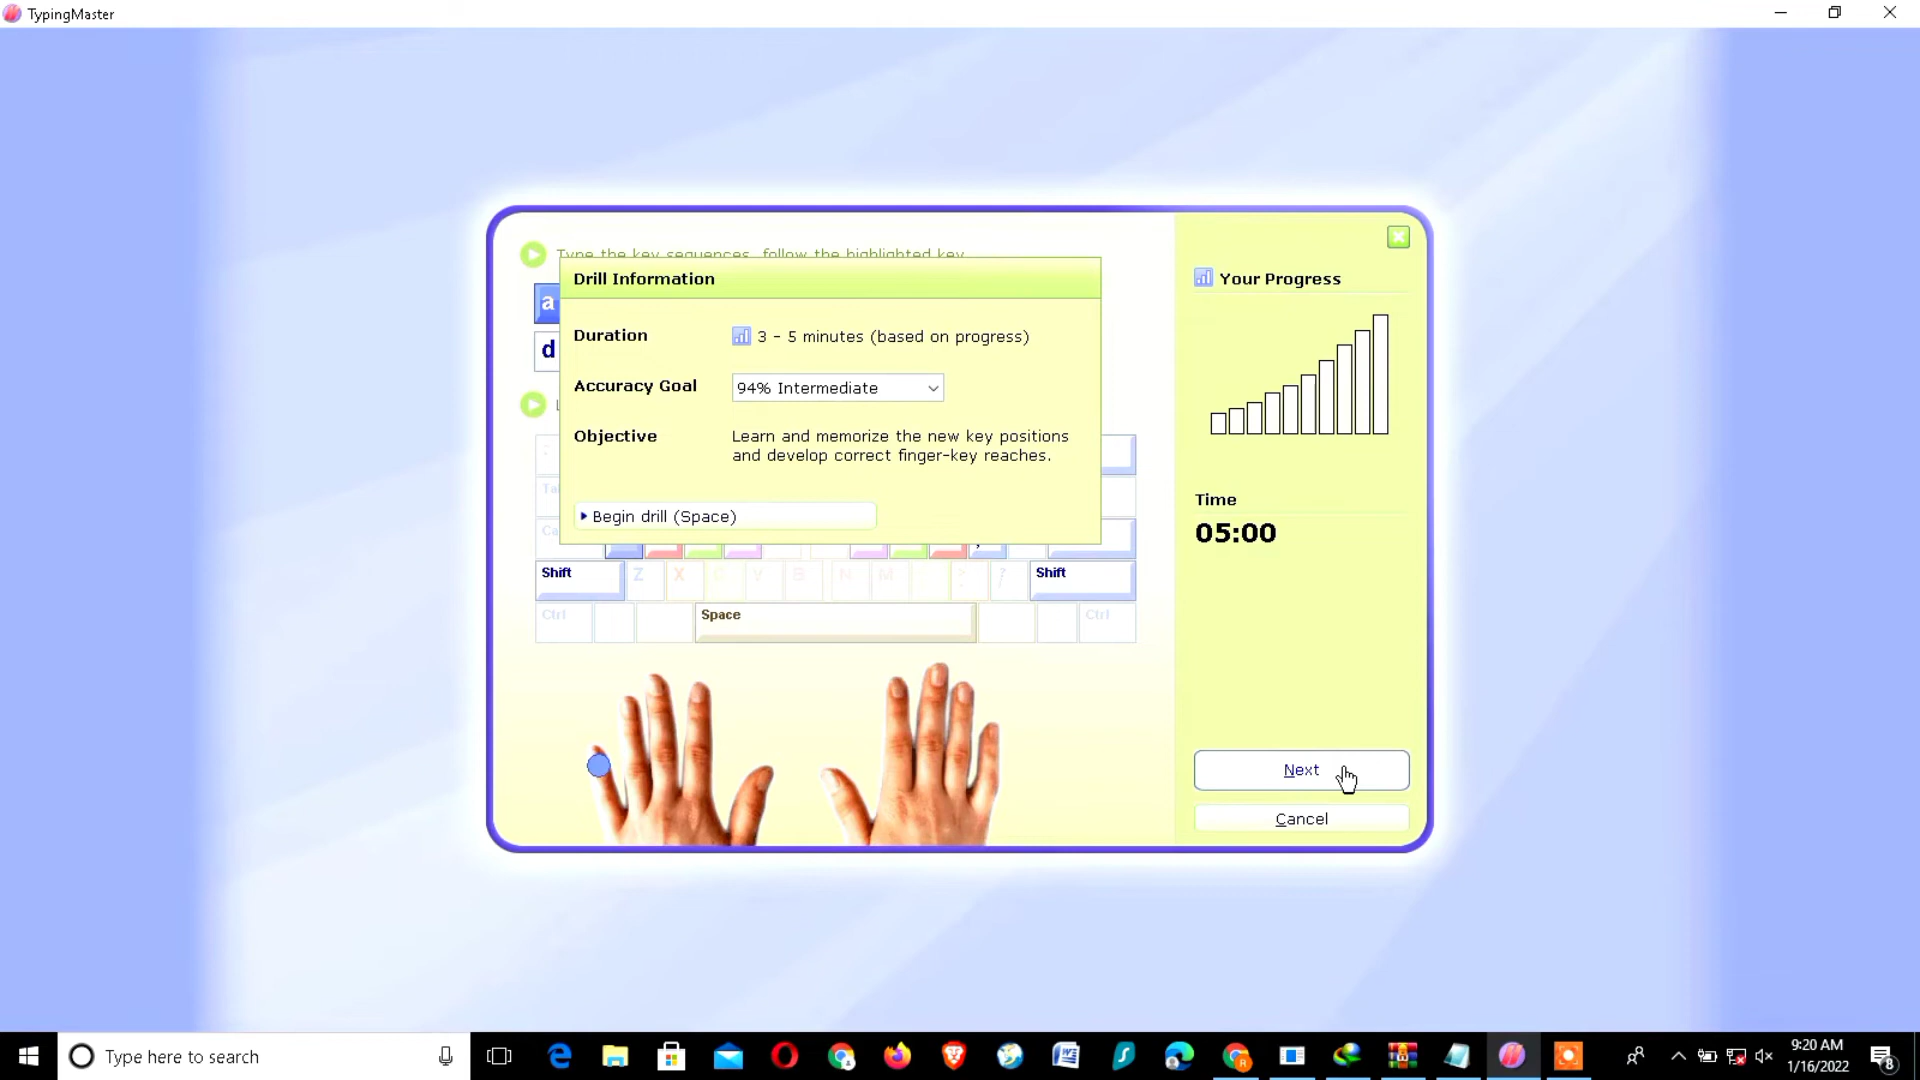 TypingMaster
Type the key sequences, follow the highlighted key
Drill Information
a
Duration
3 - 5 minutes (based on progress)
d
Accuracy Goal
94% Intermediate
Objective
Learn and memorize the new key positions
and develop correct finger-key reaches.
Begin drill (Space)
Shift
Z
X
C
V
B
N
M
Shift
Ctrl
Space
Ctrl
Your Progress
Time
05:00
Next
Cancel
Type here to search
9:20 AM
1/16/2022
8